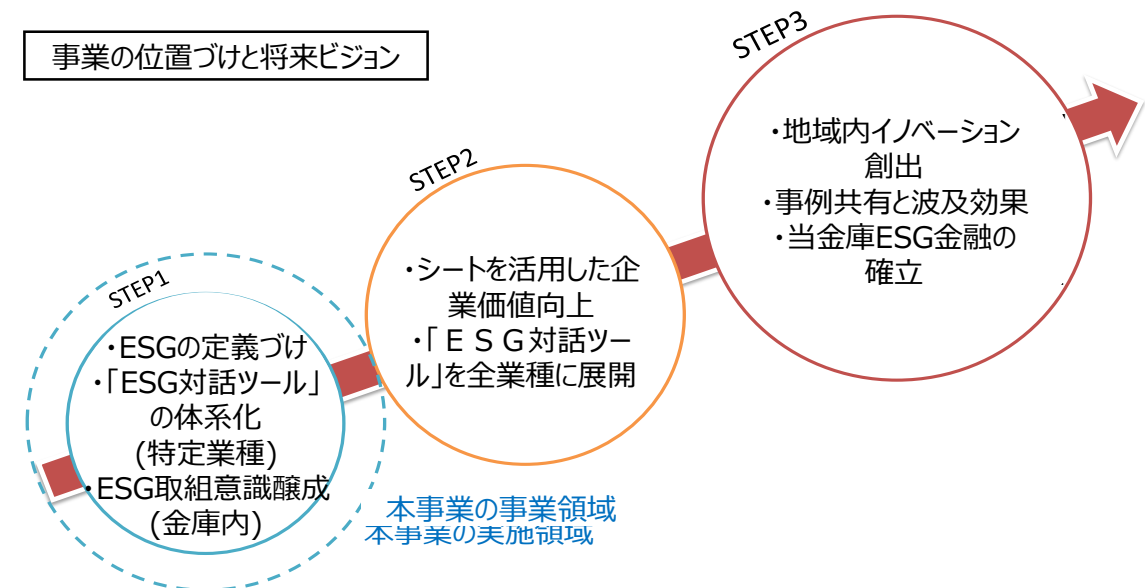 事業の位置づけと将来ビジョン
STEP1
・ESGの定義づけ
・「ESG対話ツール」
の体系化
(特定業種)
・ESG取組意識醸成
(金庫内)
STEP2
・シートを活用した企
業価値向上
・「ＥＳＧ対話ツー
ル」を全業種に展開
STEP3
・地域内イノベーション
創出
・事例共有と波及効果
・当金庫ESG金融の
確立
本事業の事業領域
本事業の実施領域